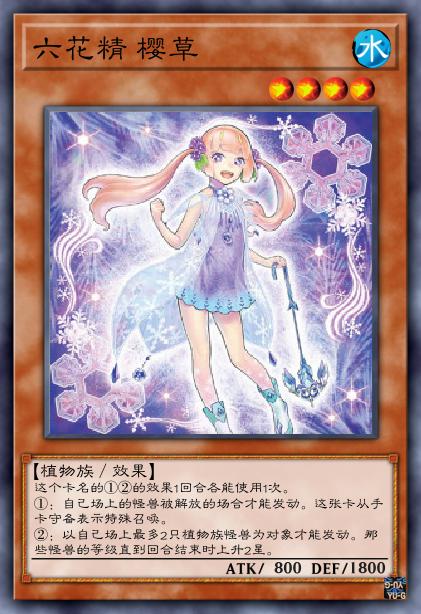 六花精 樱草
水
【植物族／效果】
这个卡名的①②的效果1回合各能使用1次。
①：自己场上的怪兽被解放的场合才能发动。这张卡从手
卡守备表示特殊召唤。
②：以自己场上最多2只植物族怪兽为对象才能发动。那
些怪兽的等级直到回合结束时上升2星。
ATK/ 800 DEF/1800